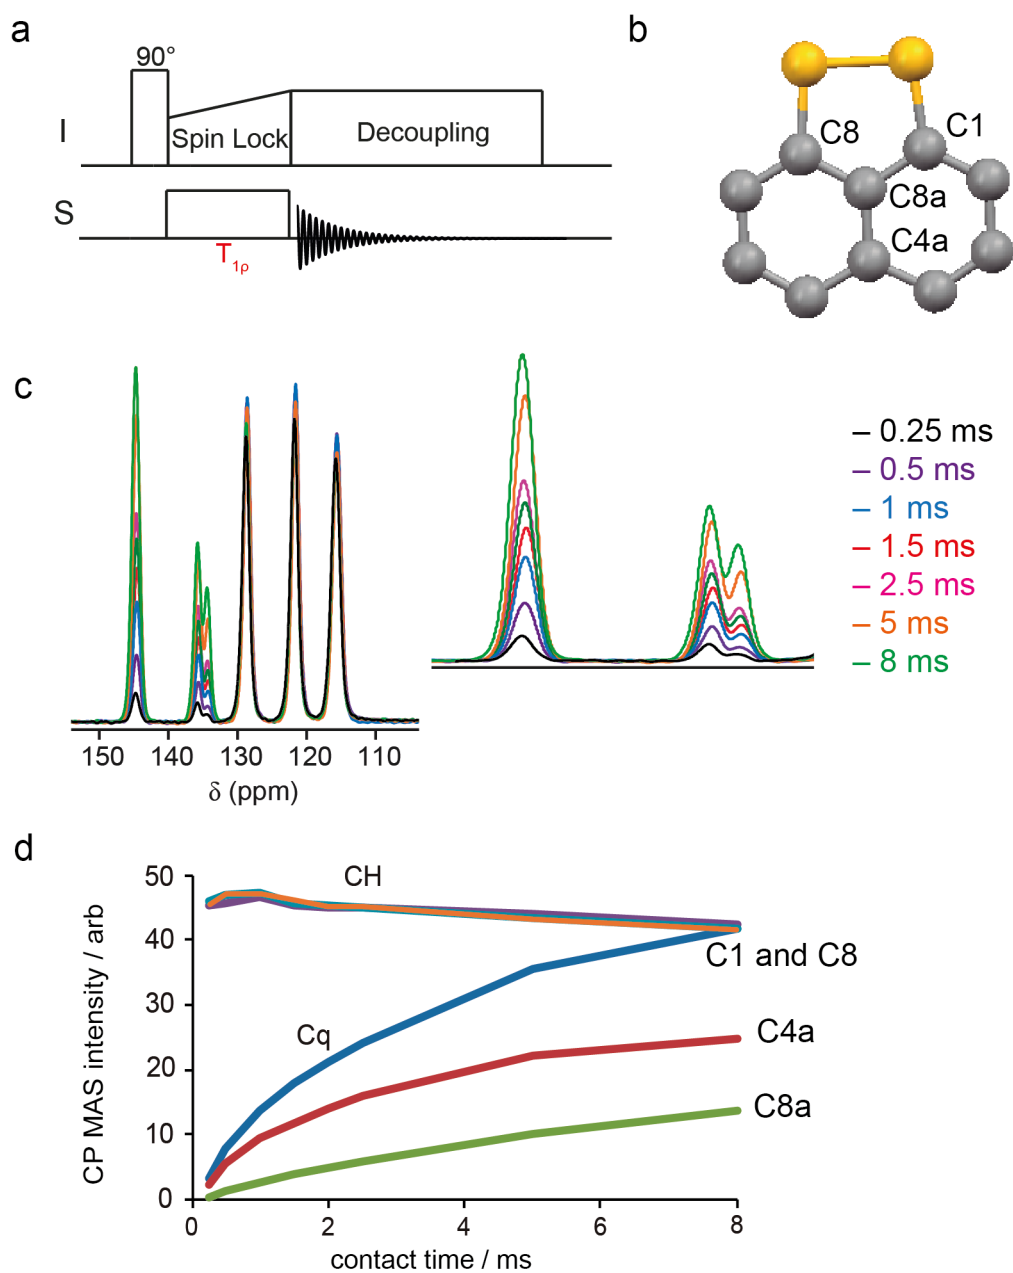 a
90°
I
Spin Lock
Decoupling
S
T1ρ
b
C8
C1
C8a
C4a
c
150
140
130
120
110
δ (ppm)
– 0.25 ms
– 0.5 ms
– 1 ms
– 1.5 ms
– 2.5 ms
– 5 ms
– 8 ms
d
CP MAS intensity / arb
50
40
30
20
10
0
CH
Cq
C1 and C8
C4a
C8a
0
2
4
6
8
contact time / ms